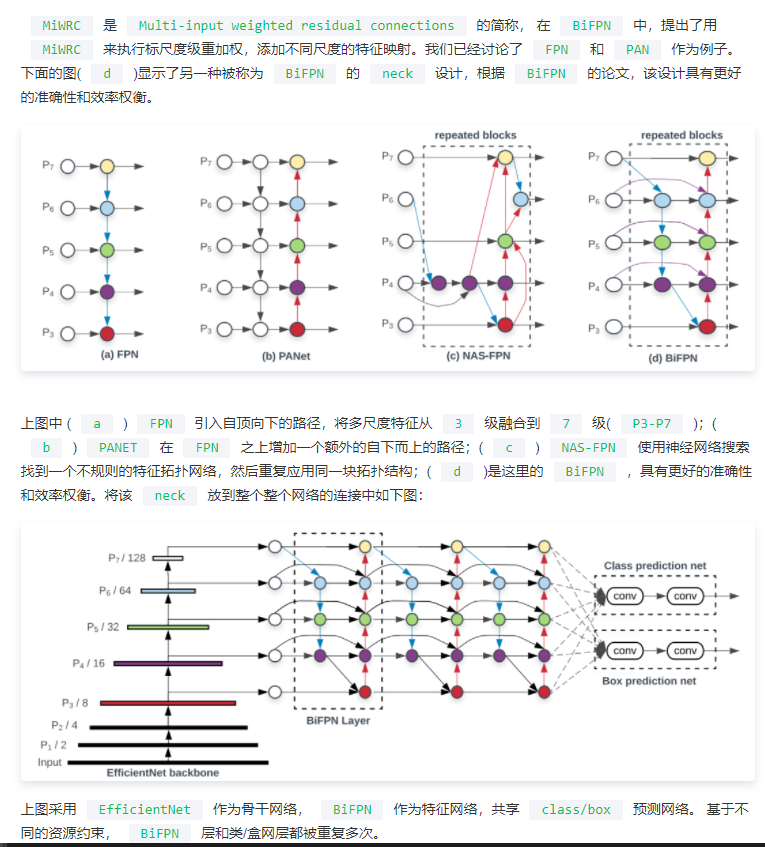 MiWRC 是 Multi-input weighted residual connections 的简称， 在 BiFPN 中，提出了用
MiWRC 来执行标尺度级重加权，添加不同尺度的特征映射。我们已经讨论了 FPN 和 PAN 作为例子。
下面的图( d )显示了另一种被称为 BiFPN 的 neck 设计，根据 BiFPN 的论文，该设计具有更好
的准确性和效率权衡。
repeated blocks
repeated blocks
P7
P6
P5
P4
P3
(a) FPN
P7
P6
P5
P4
P3
(b) PANet
P7
P6
P5
P4
P3
(c) NAS-FPN
P7
P6
P5
P4
P3
(d) BiFPN
上图中 ( a ) FPN 引入自顶向下的路径，将多尺度特征从 3 级融合到 7 级( P3-P7 )；(
b ) PANET 在 FPN 之上增加一个额外的自下而上的路径；( c ) NAS-FPN 使用神经网络搜索
找到一个不规则的特征拓扑网络，然后重复应用同一块拓扑结构；( d )是这里的 BiFPN ，具有更好的准确性
和效率权衡。将该 neck 放到整个整个网络的连接中如下图：
P7 / 128
P6 / 64
P5 / 32
P4 / 16
P3 / 8
P2 / 4
P1 / 2
Input
EfficientNet backbone
BiFPN Layer
Class prediction net
conv
conv
conv
conv
Box prediction net
上图采用 EfficientNet 作为骨干网络， BiFPN 作为特征网络，共享 class/box 预测网络。 基于不
同的资源约束， BiFPN 层和类/盒网层都被重复多次。